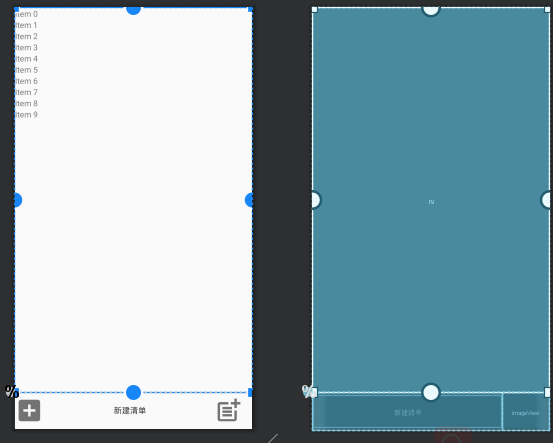 Item 0
Item 1
Item 2
Item 3
Item 4
Item 5
Item 6
Item 7
Item 8
Item 9
rv
%
%
新建清单
新建清单
imageView